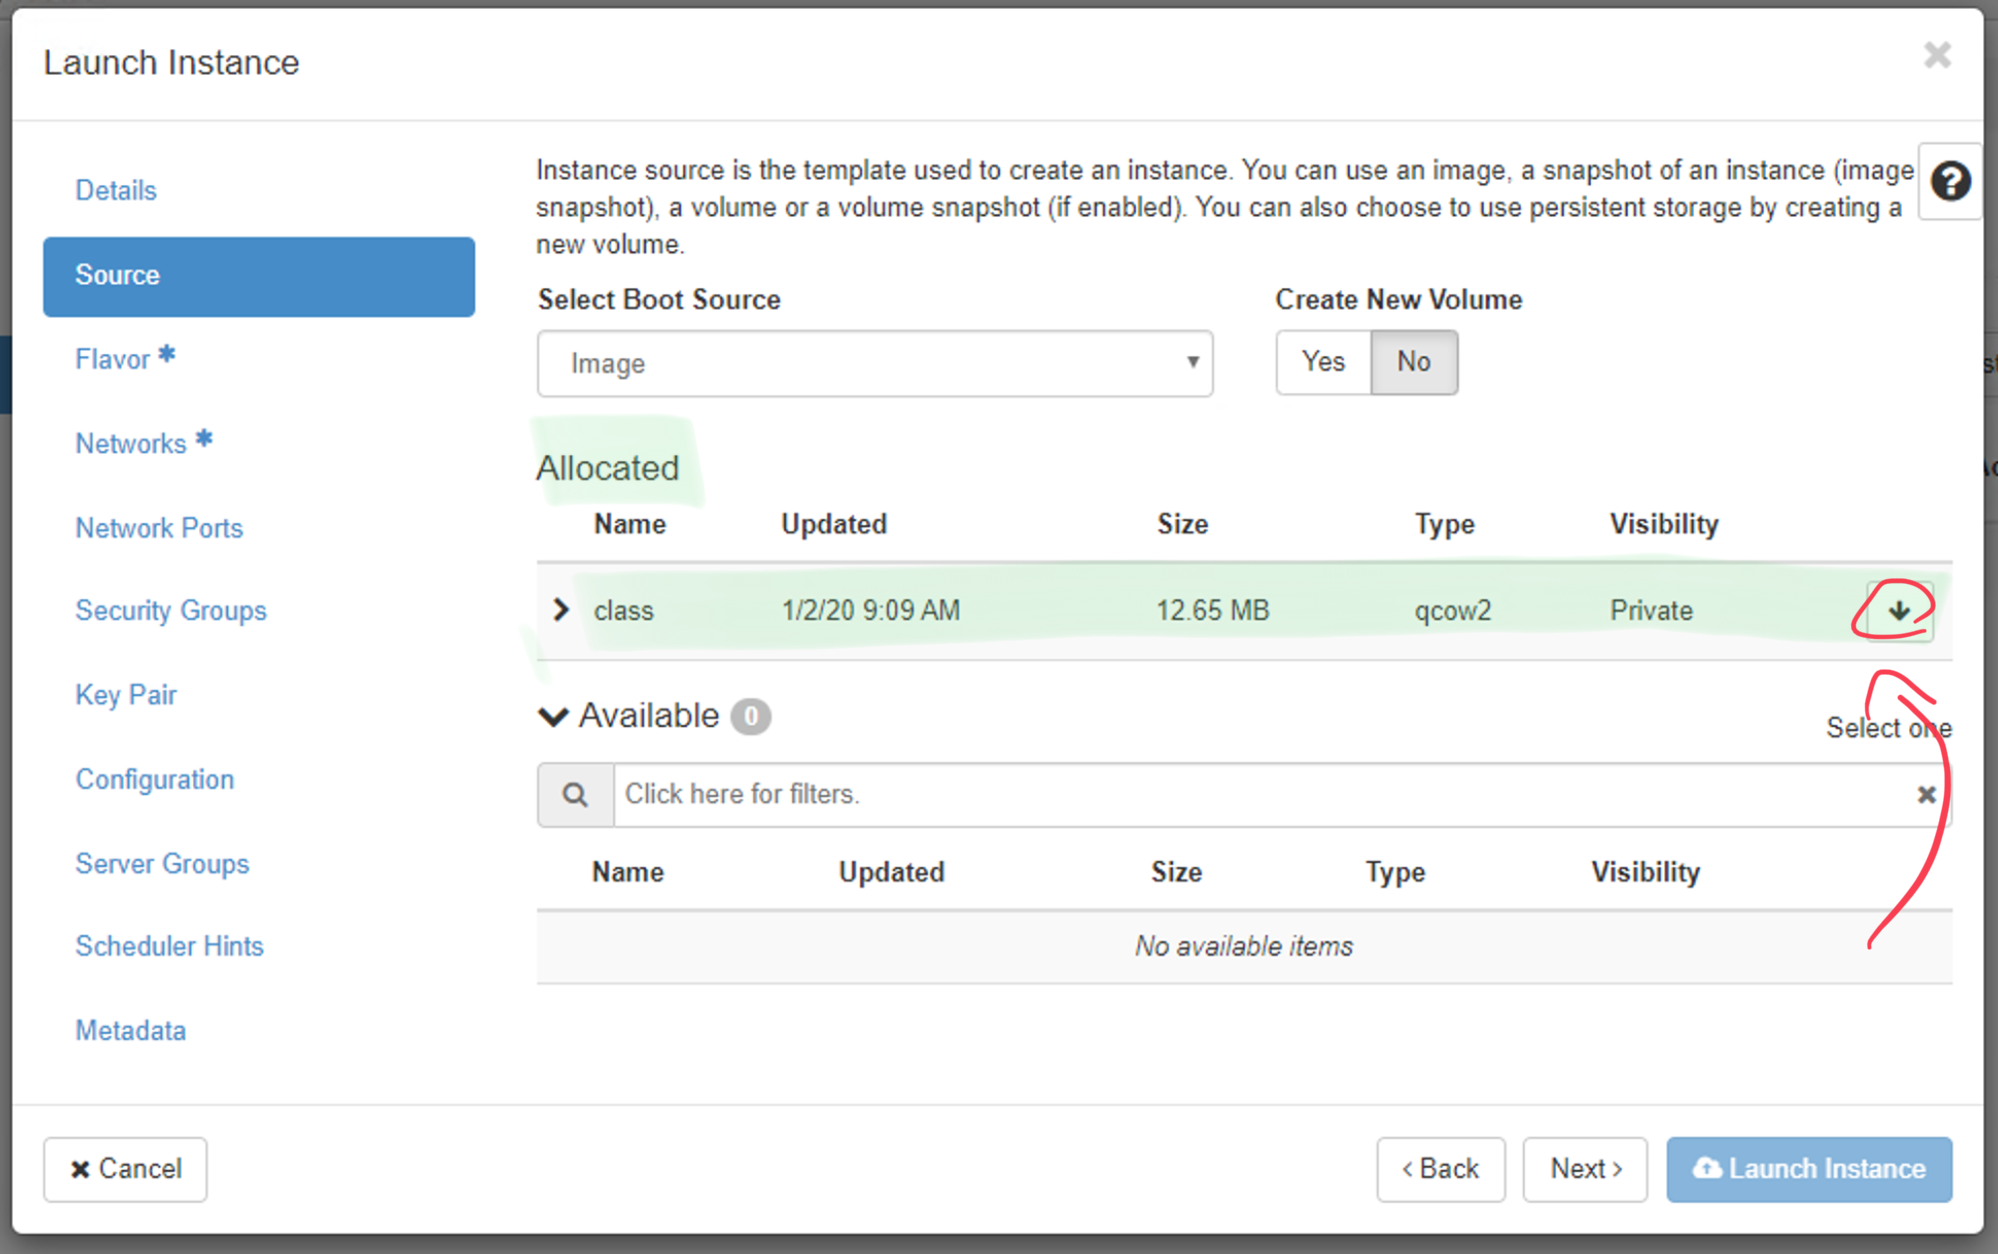 Launch Instance
Details
Source
Flavor *
Networks *
Network Ports
Security Groups
Key Pair
Configuration
Server Groups
Scheduler Hints
Metadata
Instance source is the template used to create an instance. You can use an image, a snapshot of an instance (image
snapshot), a volume or a volume snapshot (if enabled). You can also choose to use persistent storage by creating a
new volume.
Select Boot Source Create New Volume
Image Yes No
Allocated
Name Updated Size Type Visibility
class 1/2/20 9:09 AM 12.65 MB qcow2 Private
Available 0
Select one
Click here for filters.
Name Updated Size Type Visibility
No available items
Cancel
< Back Next > Launch Instance